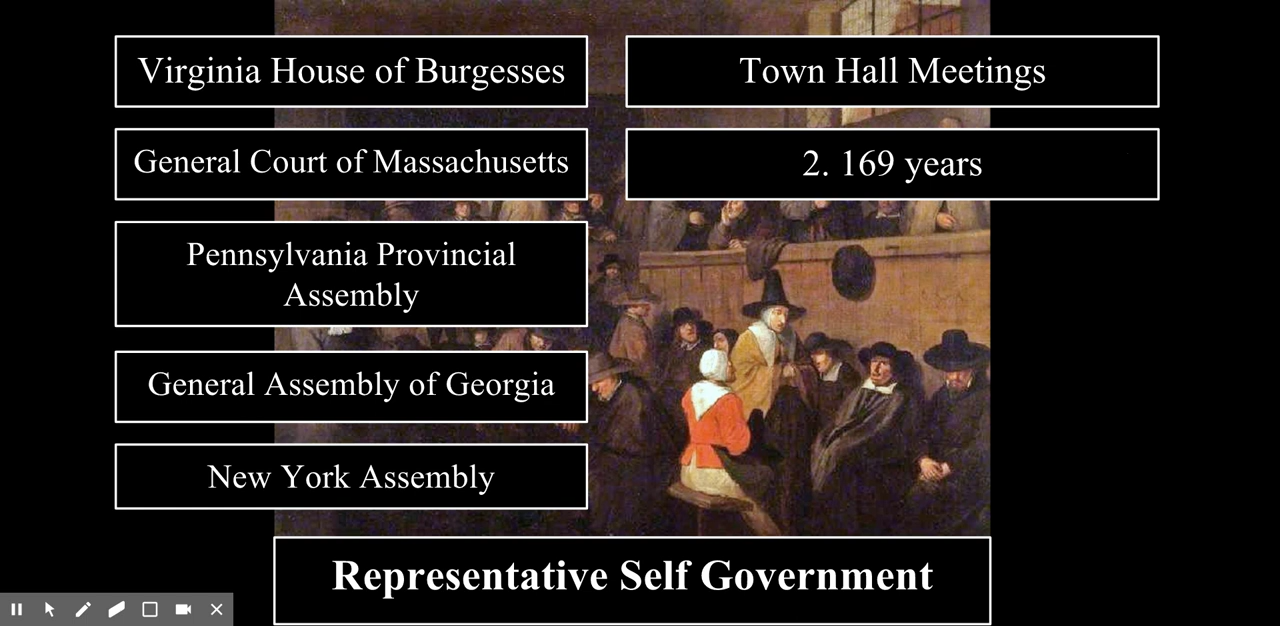 Virginia House of Burgesses
General Court of Massachusetts
Pennsylvania Provincial
Assembly
General Assembly of Georgia
New York Assembly
Town Hall Meetings
2. 169 years
Representative Self Government